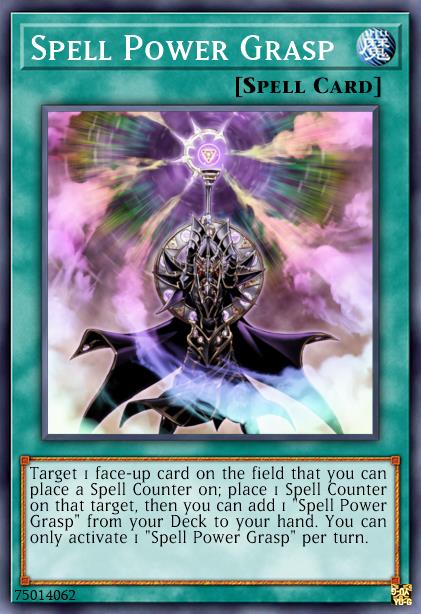 Spell Power Grasp
魔
[Spell Card]
Target 1 face-up card on the field that you can
place a Spell Counter on; place 1 Spell Counter
on that target, then you can add 1 "Spell Power
Grasp" from your Deck to your hand. You can
only activate 1 "Spell Power Grasp" per turn.
75014062